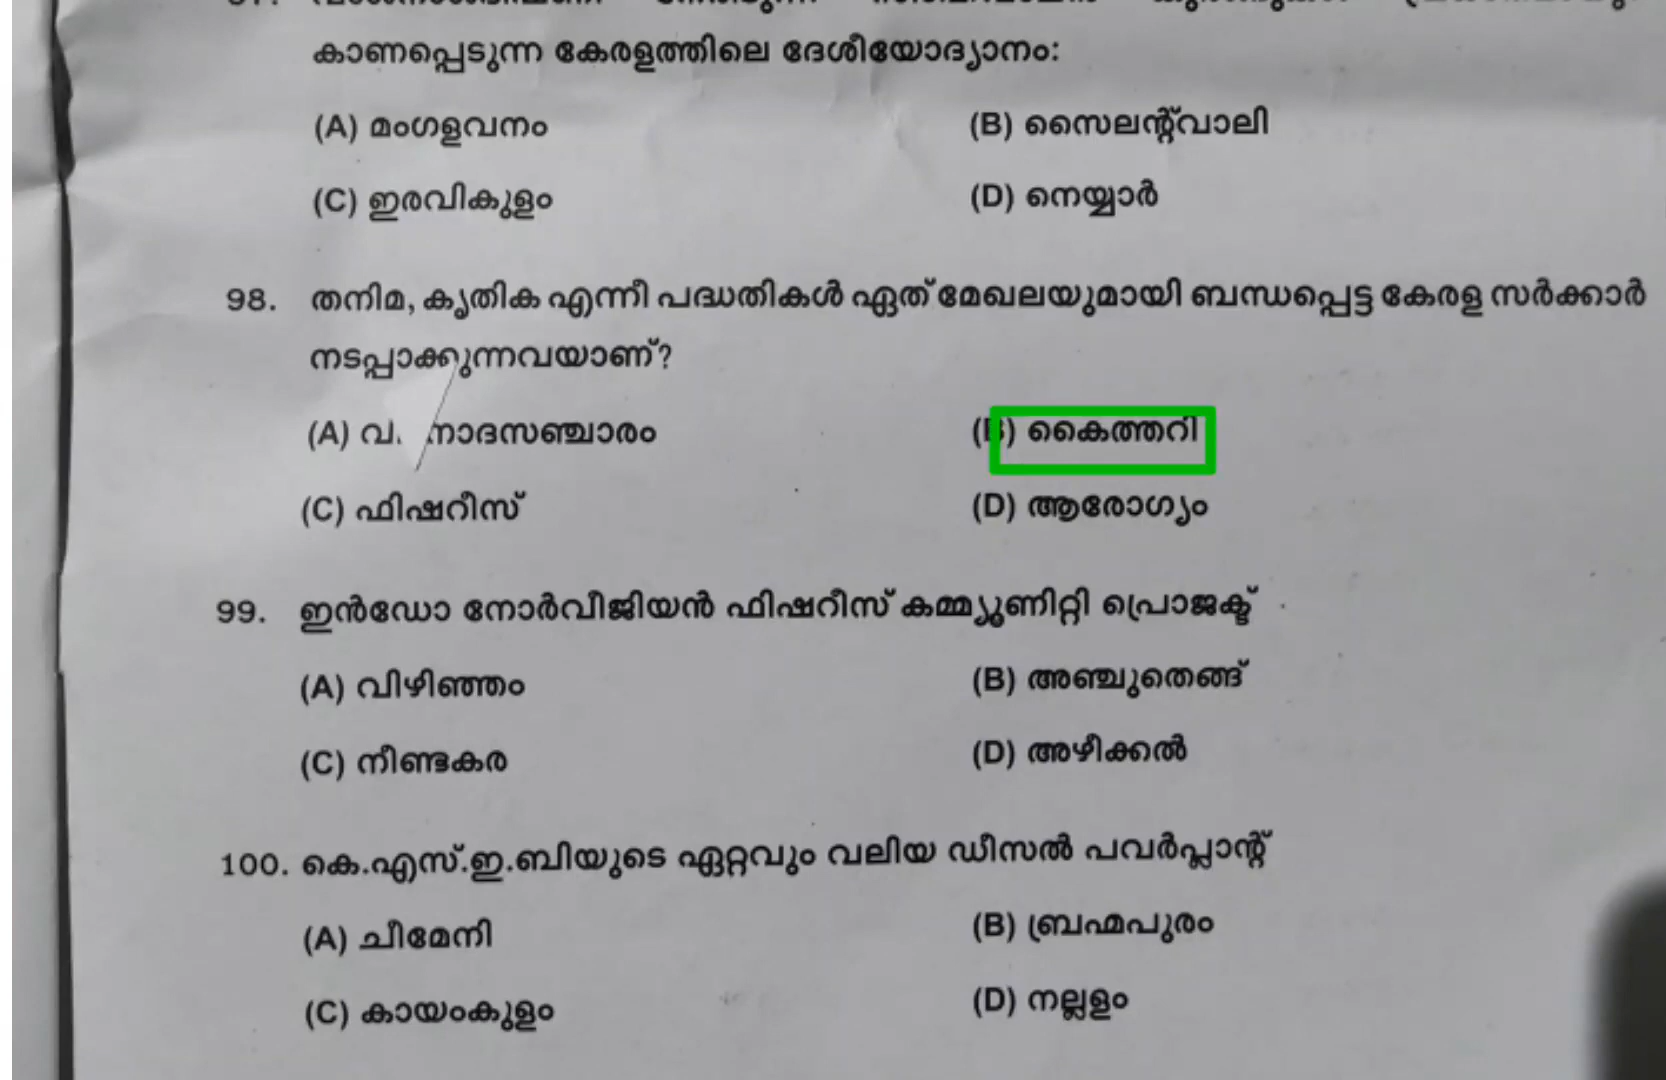 കാണപ്പെടുന്ന കേരളത്തിലെ ദേശീയോദ്യാനം:
(A) മംഗളവനം (B) സൈലന്റ്‌വാലി
(C) ഇരവികുളം (D) നെയ്യാർ
98. തനിമ, കൃതിക എന്നീ പദ്ധതികൾ ഏത് മേഖലയുമായി ബന്ധപ്പെട്ട കേരള സർക്കാർ
നടപ്പാക്കുന്നവയാണ്?
(A) (B) കൈത്തറി
(C) ഫിഷറീസ് (D) ആരോഗ്യം
99. ഇൻഡോ നോർവീജിയൻ ഫിഷറീസ് കമ്മ്യൂണിറ്റി പ്രൊജക്ട്
(A) വിഴിഞ്ഞം (B) അഞ്ചുതെങ്ങ്
(C) നീണ്ടകര (D) അഴീക്കൽ
100. കെ.എസ്.ഇ.ബിയുടെ ഏറ്റവും വലിയ ഡീസൽ പവർപ്ലാന്റ്
(A) ചീമേനി (B) ബ്രഹ്മപുരം
(C) കായംകുളം (D) നല്ലളം